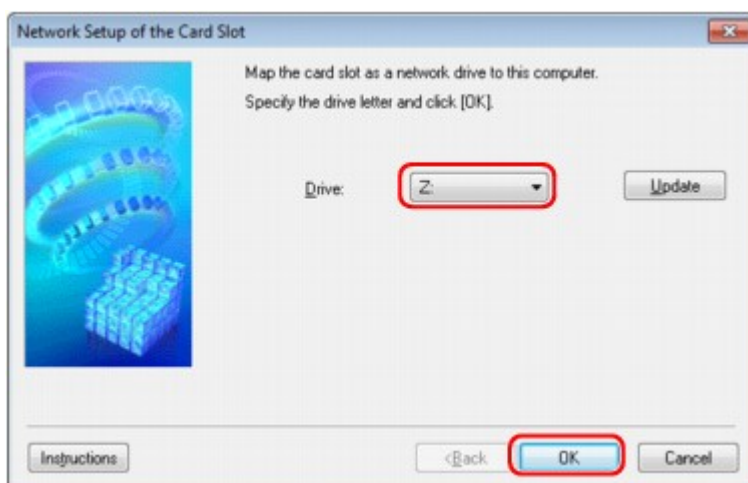 Network Setup of the Card Slot
Map the card slot as a network drive to this computer.
Specify the drive letter and click [OK].
Drive: Z: Update
Instructions <Back OK Cancel